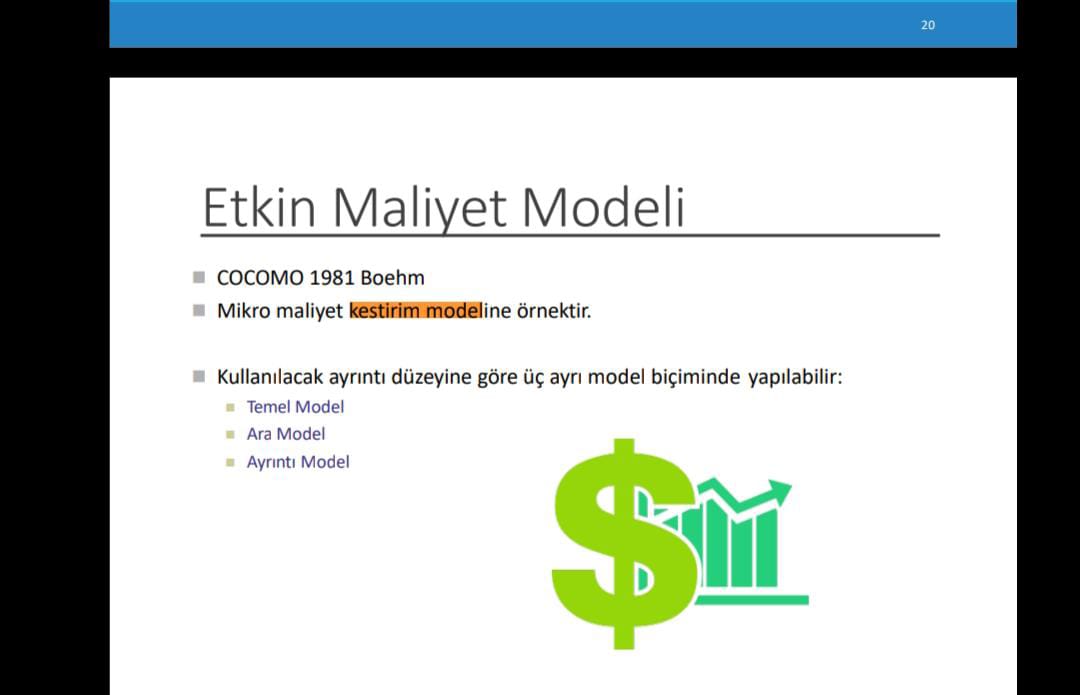 20
Etkin Maliyet Modeli
COCOMO 1981 Boehm
Mikro maliyet kestirim modeline örnektir.
Kullanılacak ayrıntı düzeyine göre üç ayrı model biçiminde yapılabilir:
Temel Model
Ara Model
Ayrıntı Model
$